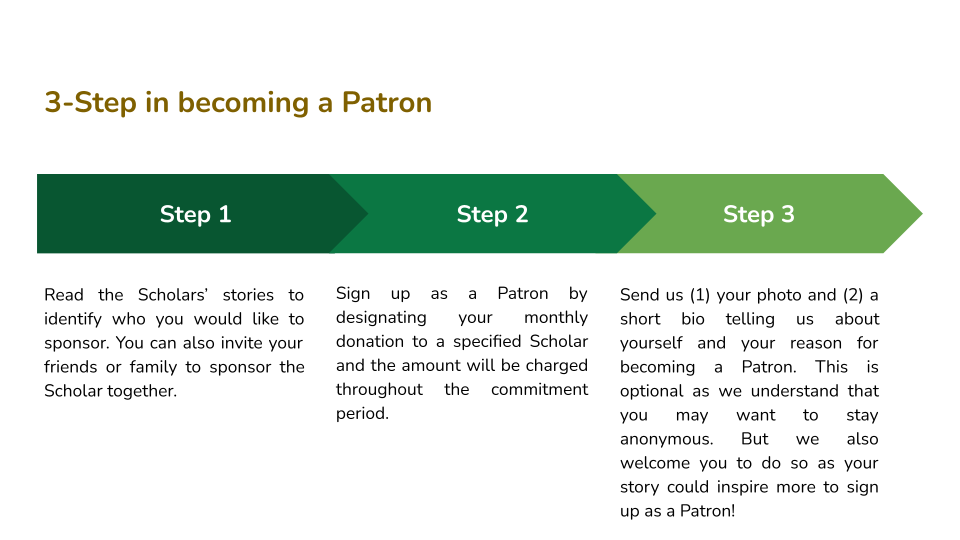 3-Step in becoming a Patron
Step 1
Step 2
Step 3
Read the Scholars’ stories to
identify who you would like to
sponsor. You can also invite your
friends or family to sponsor the
Scholar together.
Sign up as a Patron by
designating your monthly
donation to a specified Scholar
and the amount will be charged
throughout the commitment
period.
Send us (1) your photo and (2) a
short bio telling us about
yourself and your reason for
becoming a Patron. This is
optional as we understand that
you may want to stay
anonymous. But we also
welcome you to do so as your
story could inspire more to sign
up as a Patron!